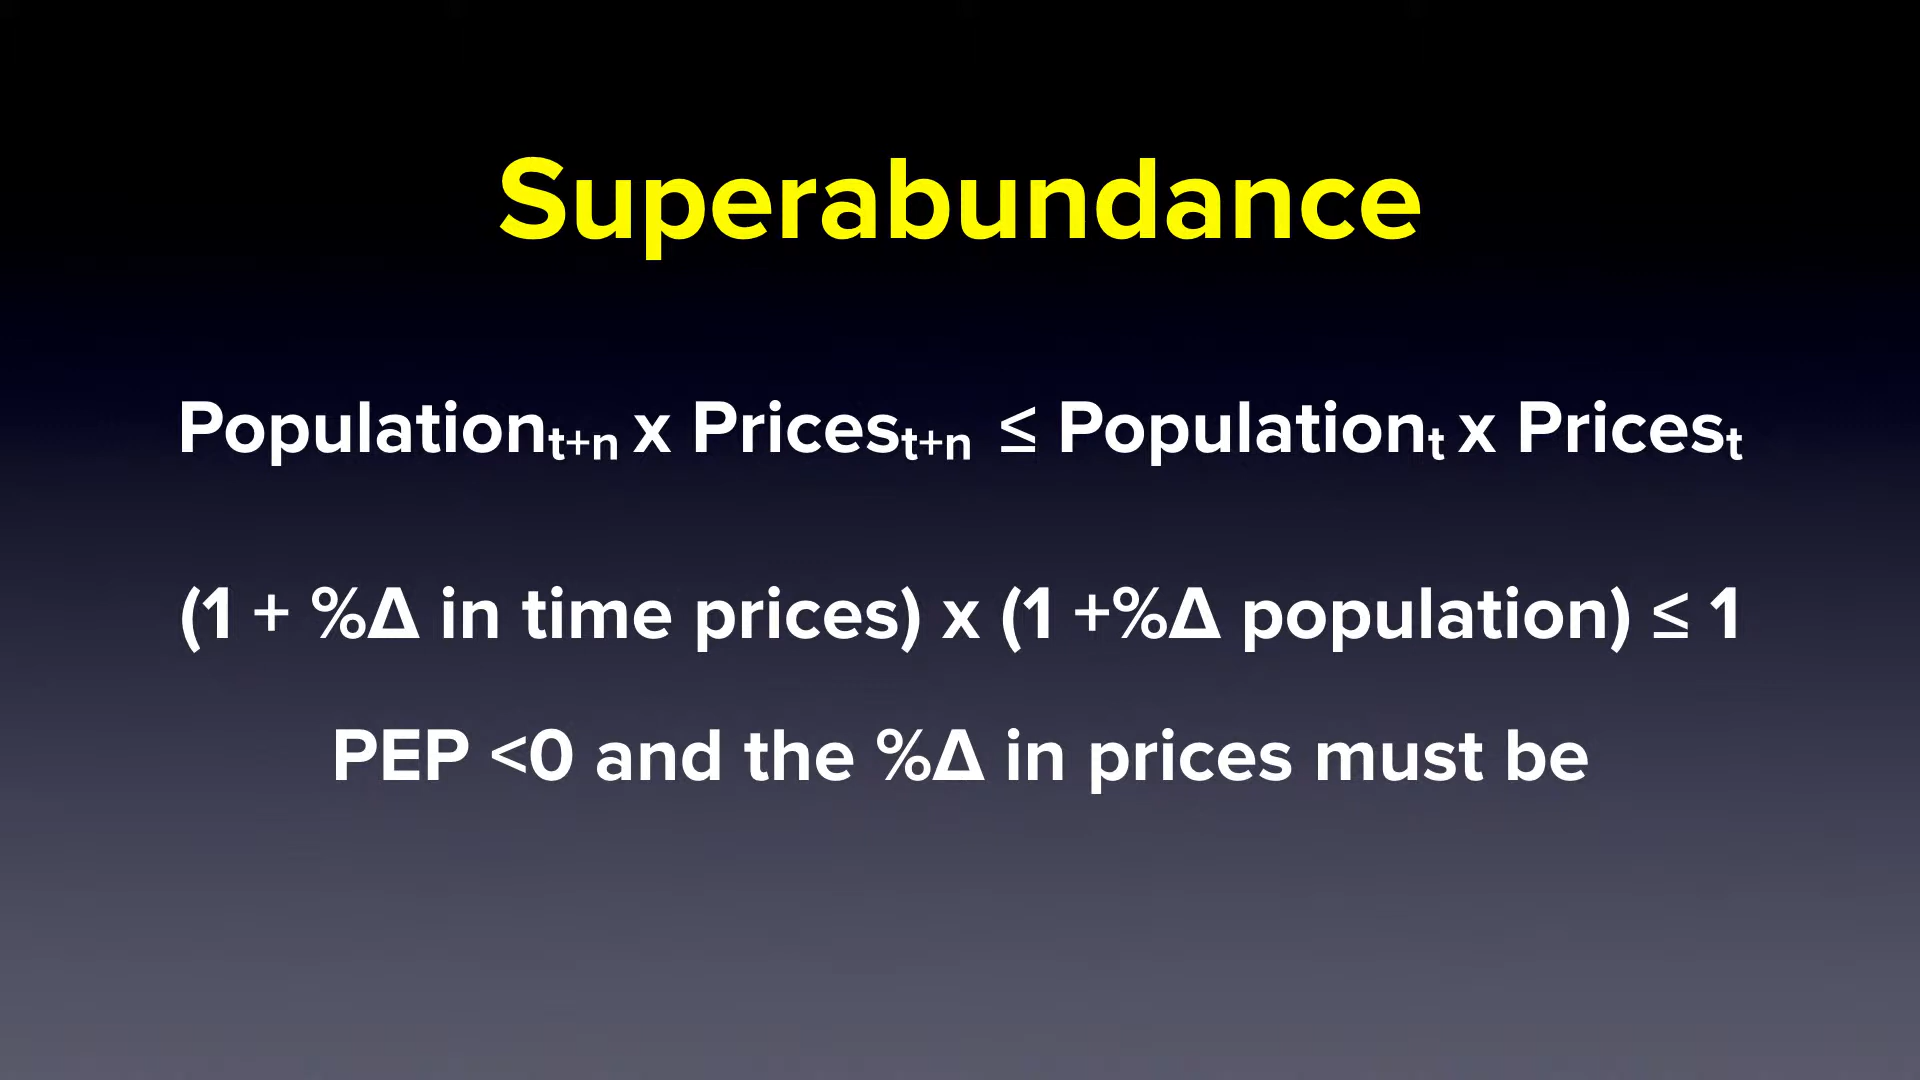 Superabundance
Populationₜ₊ₙ x Pricesₜ₊ₙ ≤ Populationₜ x Pricesₜ
(1 + %Δ in time prices) x (1 +%Δ population) ≤ 1
PEP <0 and the %Δ in prices must be